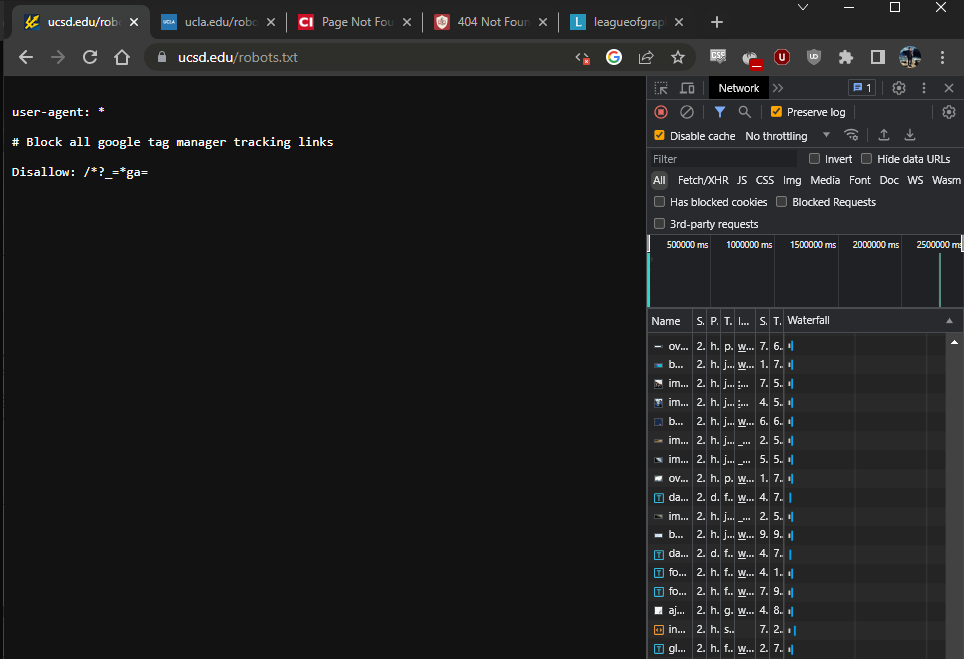 ucsd.edu/robo
UCLA
ucla.edu/robo
CI
Page Not Fou
404 Not Foun
L
leagueofgrap
ucsd.edu/robots.txt
user-agent: *
# Block all google tag manager tracking links
Disallow: /*?_=*ga=
Network
1
Preserve log
Disable cache
No throttling
Filter
Invert
Hide data URLs
All
Fetch/XHR
JS
CSS
Img
Media
Font
Doc
WS
Wasm
Has blocked cookies
Blocked Requests
3rd-party requests
500000 ms
1000000 ms
1500000 ms
2000000 ms
2500000 ms
Name S. P. T. I... S. T. Waterfall
ov... 2. h. p. w... 7. 6.
b... 2. h. j... w... 1. 7.
im... 2. h. j... :... 7. 5.
im... 2. h. j... :... 4. 5.
b... 2. h. j... w... 6. 6.
im... 2. h. j... _... 2. 5.
im... 2. h. j... _... 5. 5.
ov... 2. h. p. w... 1. 7.
da... 2. d. f.. w... 4. 7.
im... 2. h. j... _... 2. 5.
b... 2. h. j... w... 9. 9.
da... 2. d. f.. w... 4. 7.
fo... 2. h. f.. w... 4. 1.
fo... 2. h. f.. w... 7. 9.
aj... 2. h. g. w... 4. 8.
in... 2. h. s.. 7. 2.
gl... 2. h. f.. w... 2. 7.